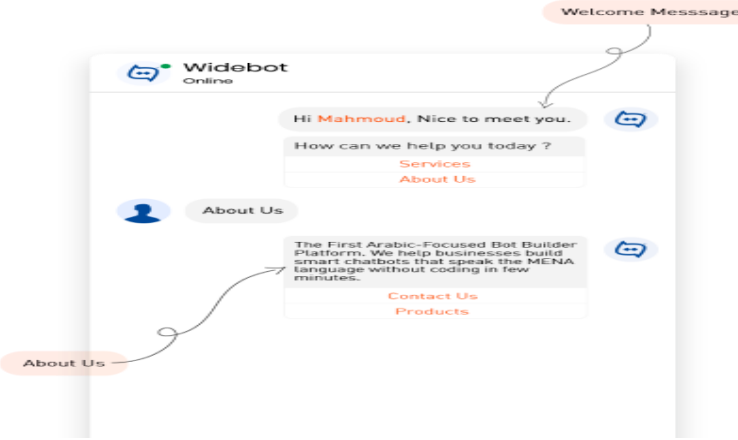 Welcome Messsage
Widebot
Online
Hi Mahmoud, Nice to meet you.
How can we help you today ?
Services
About Us
About Us
The First Arabic-Focused Bot Builder
Platform. We help businesses build
smart chatbots that speak the MENA
language without coding in few
minutes.
Contact Us
Products
About Us